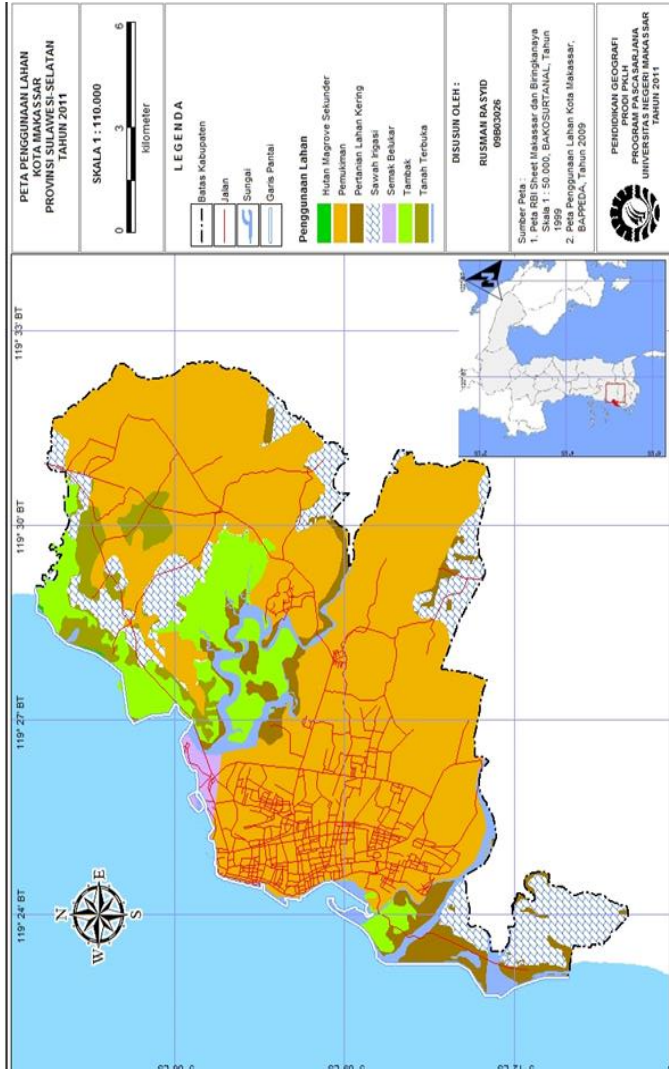 PETA PENGGUNAAN LAHAN
KOTA MAKASSAR
PROVINSI SULAWESI-SELATAN
TAHUN 2011
SKALA 1 : 110.000
0 3 6
kilometer
L E G E N D A
Batas Kabupaten
Jalan
Sungai
Garis Pantai
Penggunaan Lahan
Hutan Magrove Sekunder
Pemukiman
Pertanian Lahan Kering
Sawah Irigasi
Semak Belukar
Tambak
Tanah Terbuka
DISUSUN OLEH :
RUSMAN RASYID
09B03026
Sumber Peta :
1. Peta RBI Sheet Makassar dan Biringkanaya
Skala 1 : 50.000, BAKOSURTANAL, Tahun
1999
2. Peta Penggunaan Lahan Kota Makassar,
BAPPEDA, Tahun 2009
PENDIDIKAN GEOGRAFI
PRODI PKLH
PROGRAM PASCASARJANA
UNIVERSITAS NEGERI MAKASSAR
TAHUN 2011
119° 24' BT
119° 27' BT
119° 30' BT
119° 33' BT
N
E
S
W
N